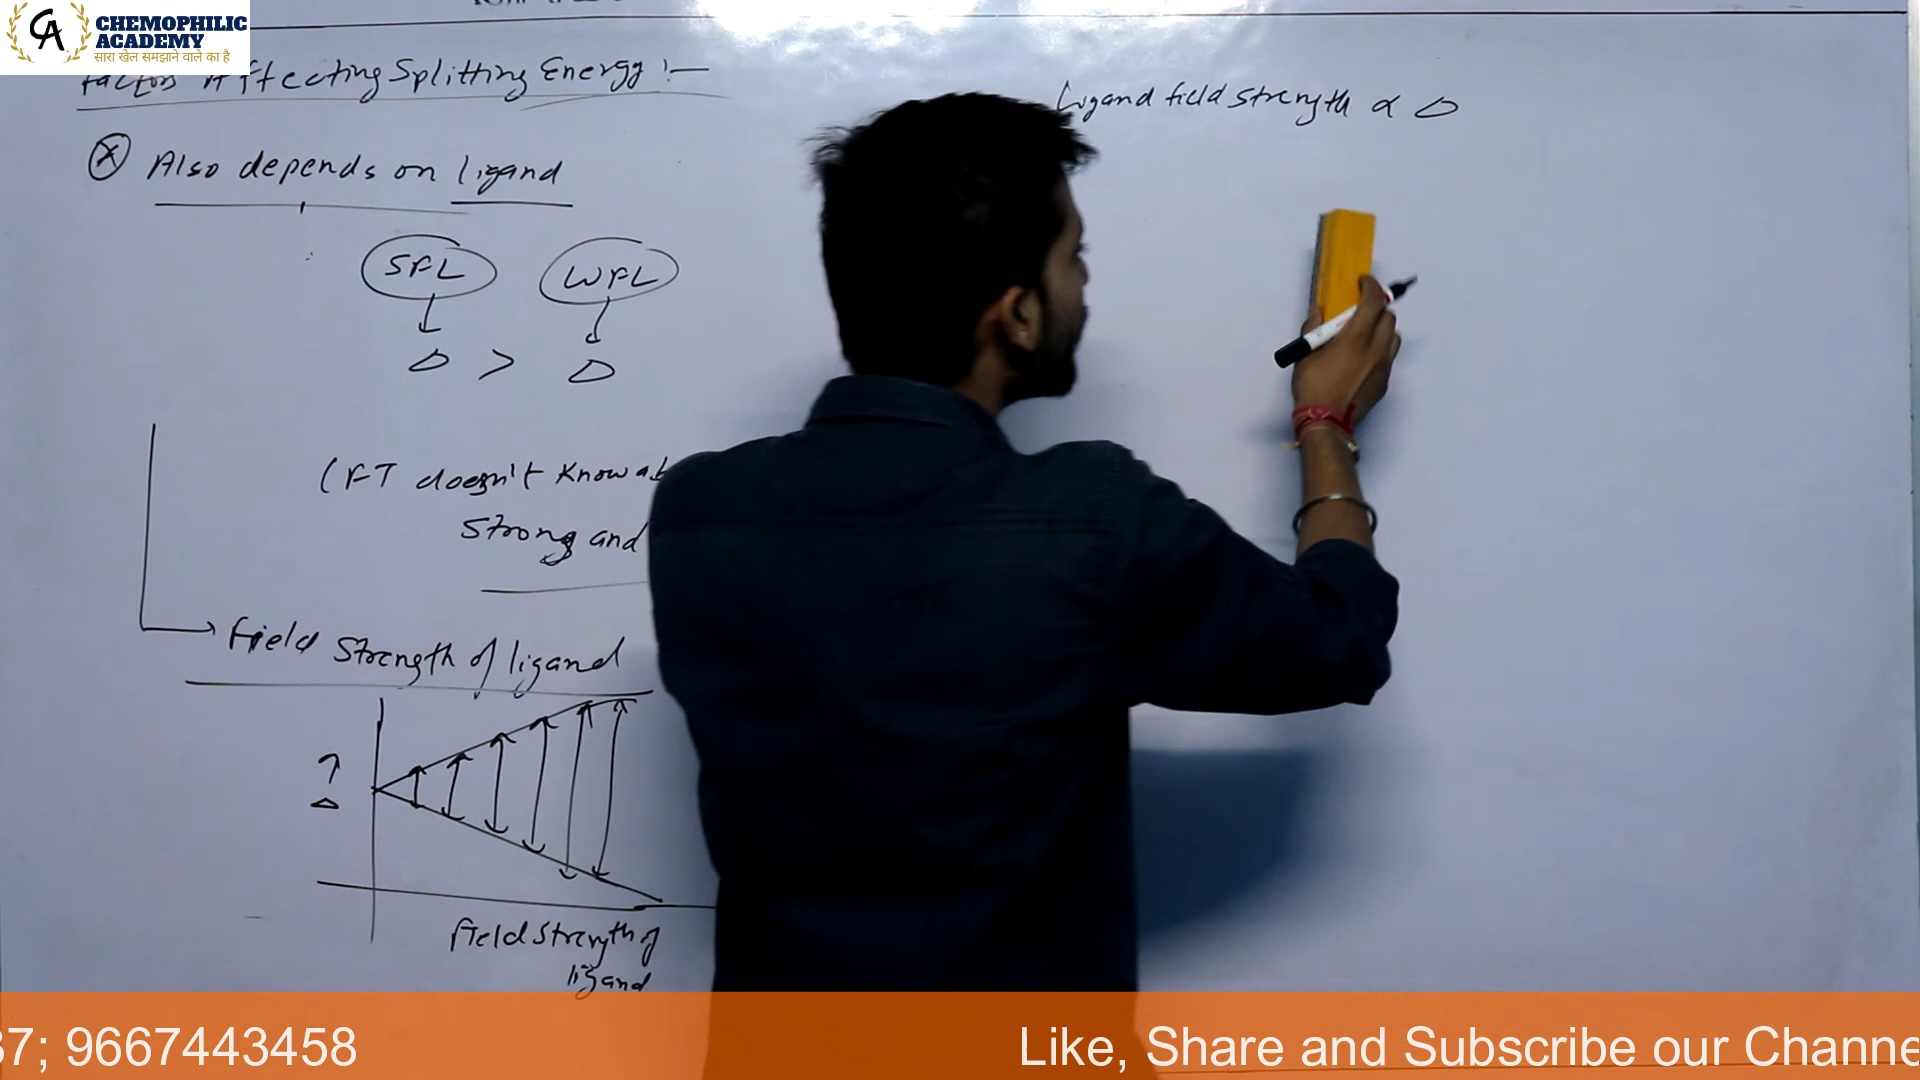 CHEMOPHILIC
ACADEMY
सारा खेल समझाने वाले का है
Factors Affecting Splitting Energy :-
Also depends on ligand
SFL WFL
Δ > Δ
CFT doesn't know
Strong and
Field Strength of ligand
Δ
Field Strength of
ligand
Ligand field strength ∝ Δ
37; 9667443458
Like, Share and Subscribe our Channe